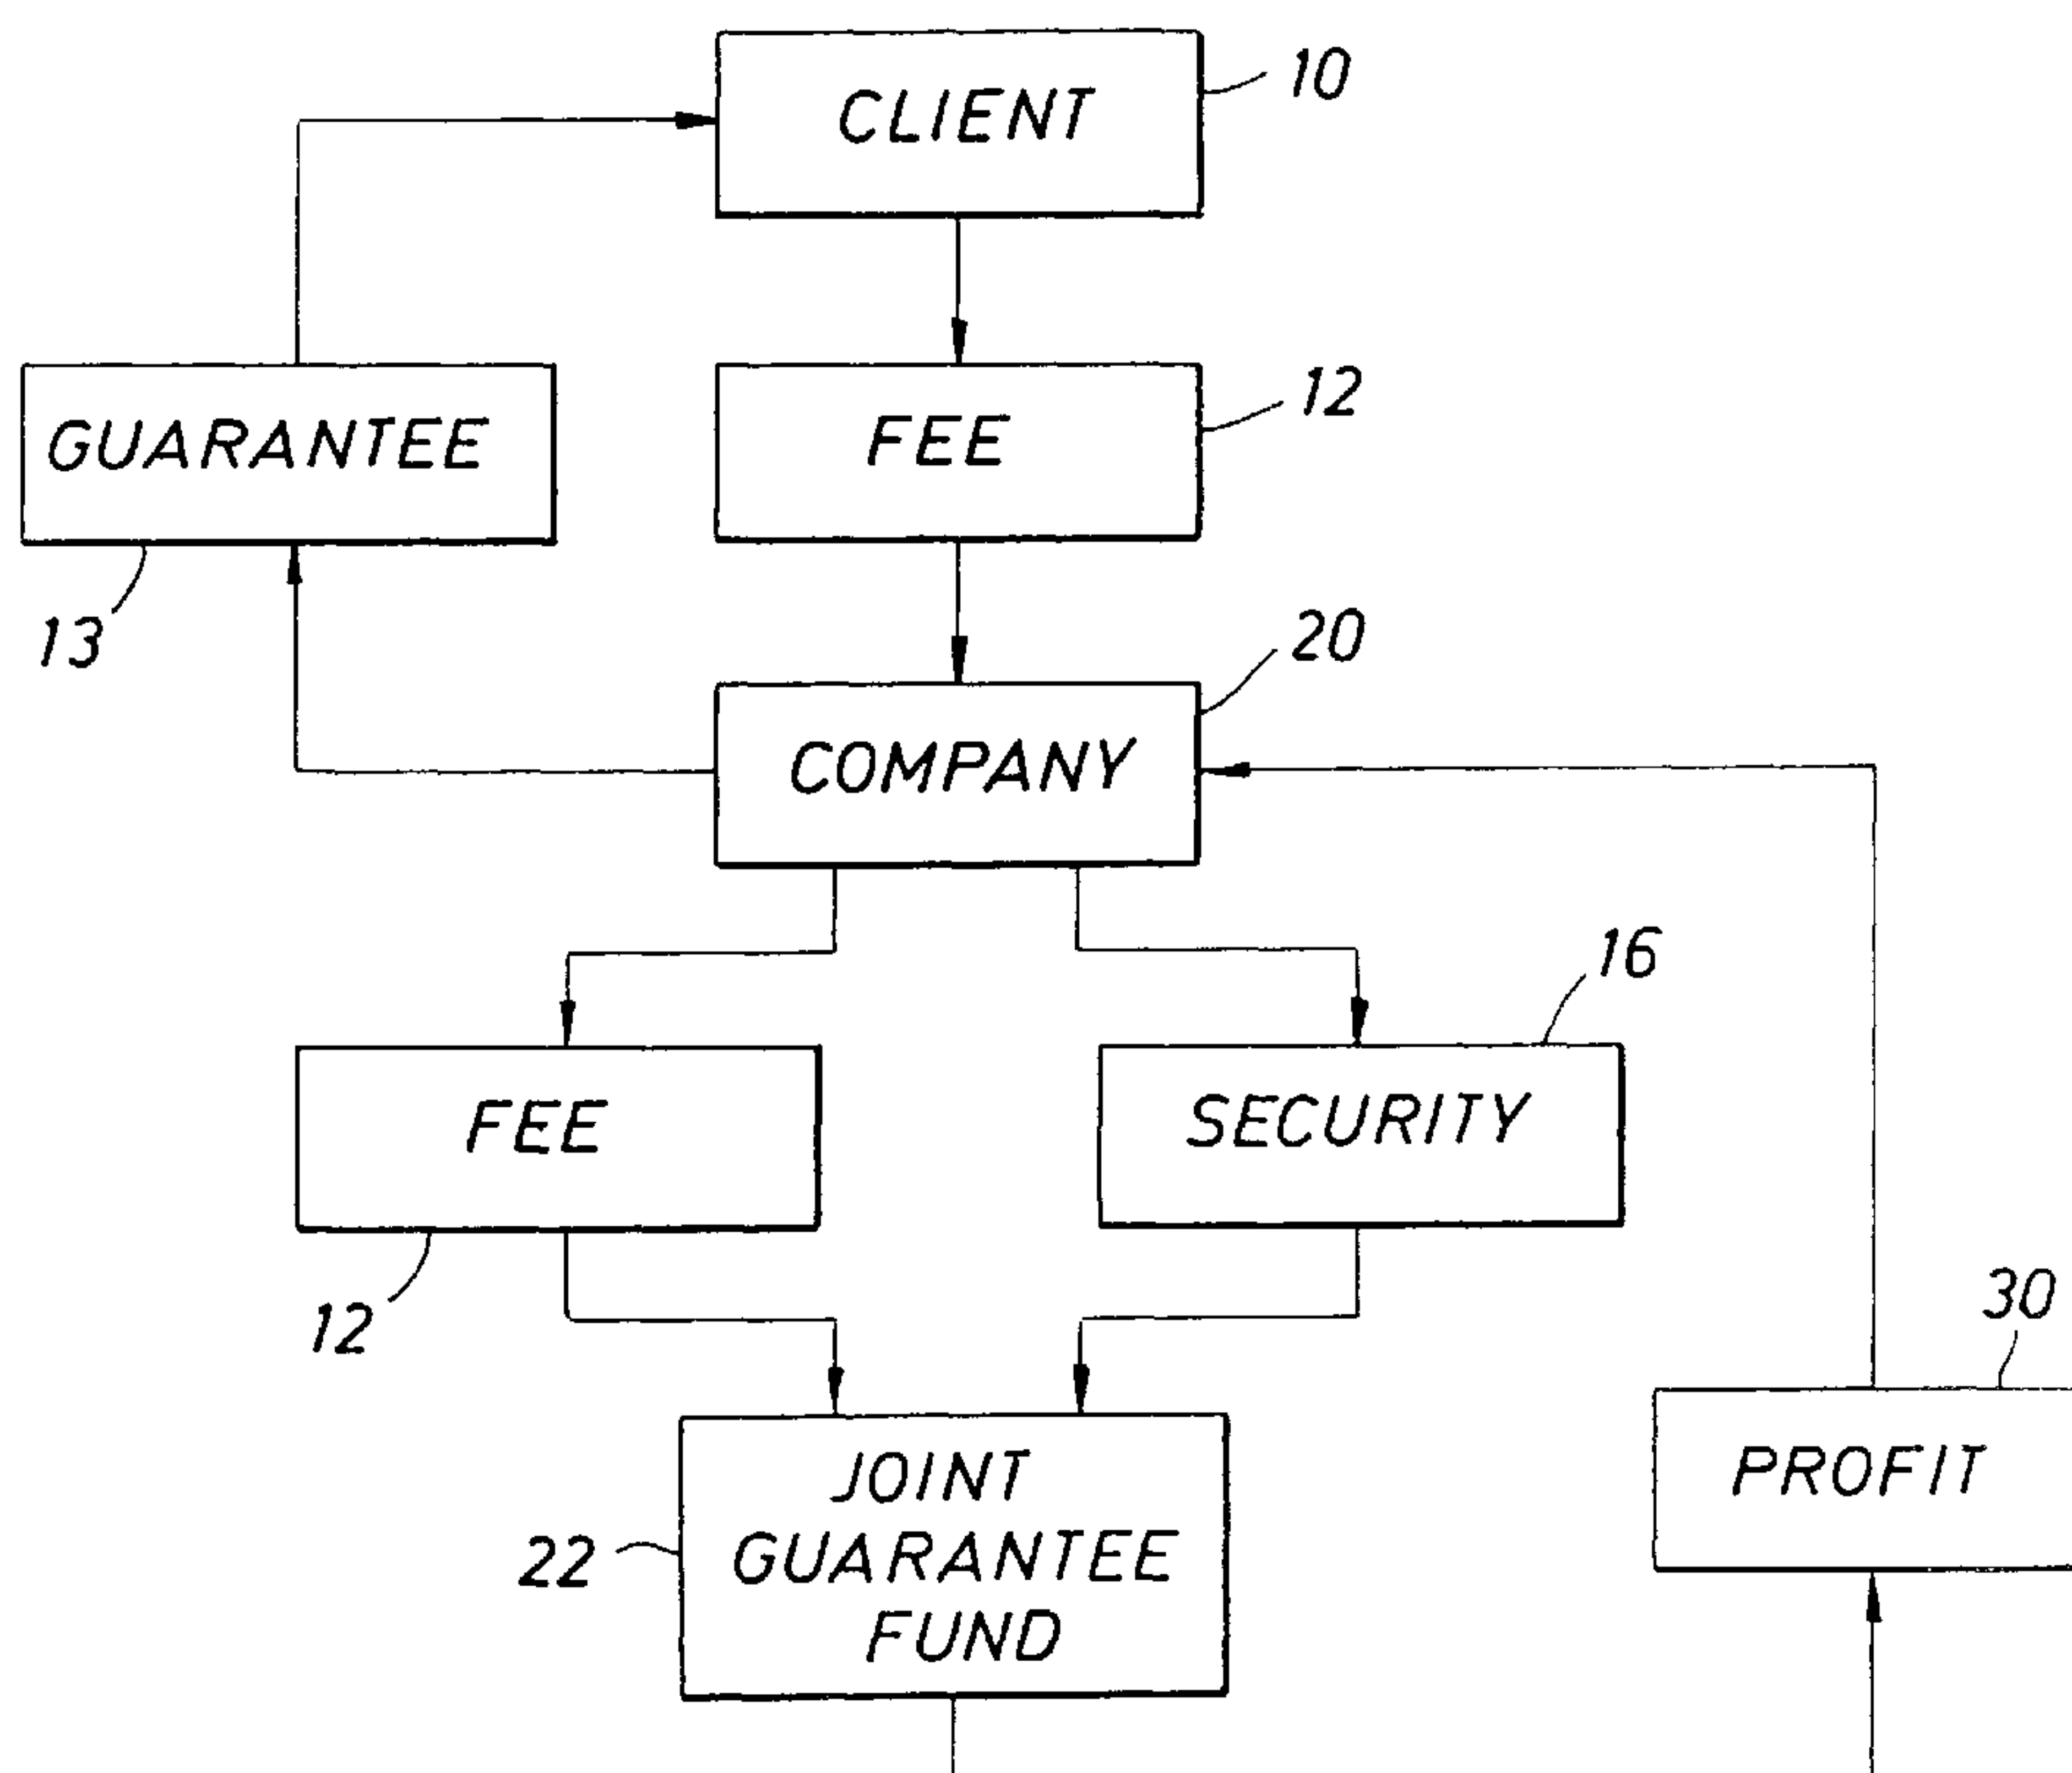 CLIENT
10
GUARANTEE
FEE
12
13
20
COMPANY
16
FEE
SECURITY
12
30
JOINT
GUARANTEE
FUND
22
PROFIT